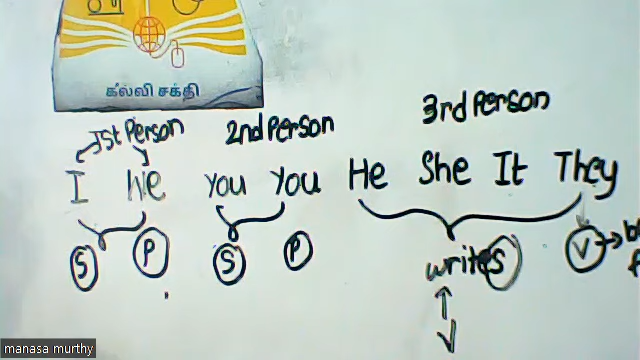 கல்வி சக்தி
1st Person 2nd Person 3rd Person
I We You You He She It They
S P S P writes V
V
manasa murthy